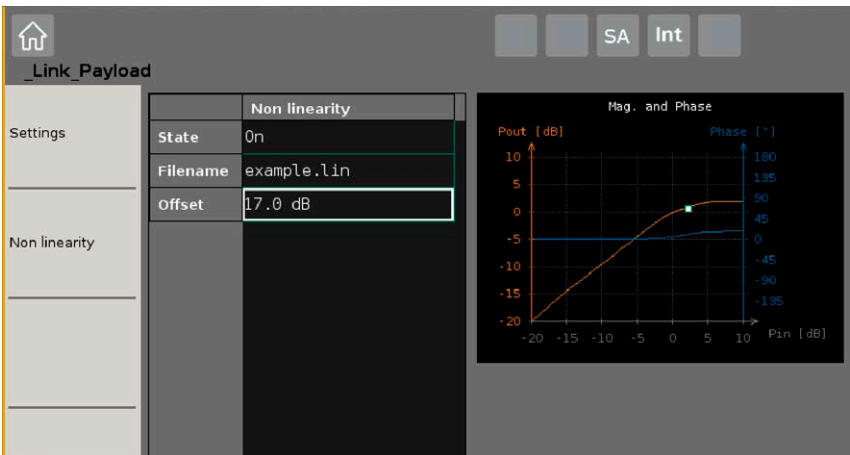 SA Int
_Link_Payload
Settings
Non linearity
Non linearity
State On
Filename example.lin
Offset 17.0 dB
Mag. and Phase
Pout [dB] Phase [°]
10 180
135
5
90
0
45
-5 0
-45
-10
-90
-15
-135
-20
-20 -15 -10 -5 0 5 10 Pin [dB]